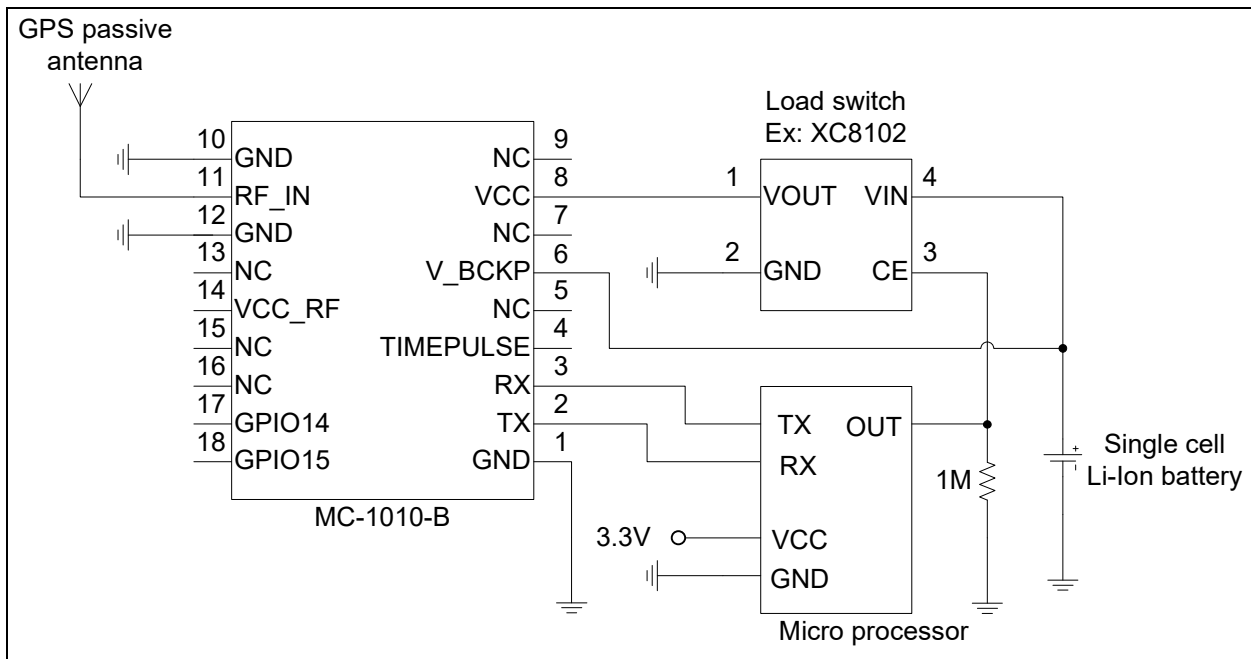 GPS passive
antenna
10
GND
11
RF_IN
12
GND
13
NC
14
VCC_RF
15
NC
16
NC
17
GPIO14
18
GPIO15
9
NC
8
VCC
7
NC
6
V_BCKP
5
NC
4
TIMEPULSE
3
RX
2
TX
1
GND
MC-1010-B
Load switch
Ex: XC8102
1
VOUT
VIN
4
2
GND
CE
3
TX
OUT
RX
3.3V
VCC
GND
Micro processor
1M
+
-
Single cell
Li-Ion battery